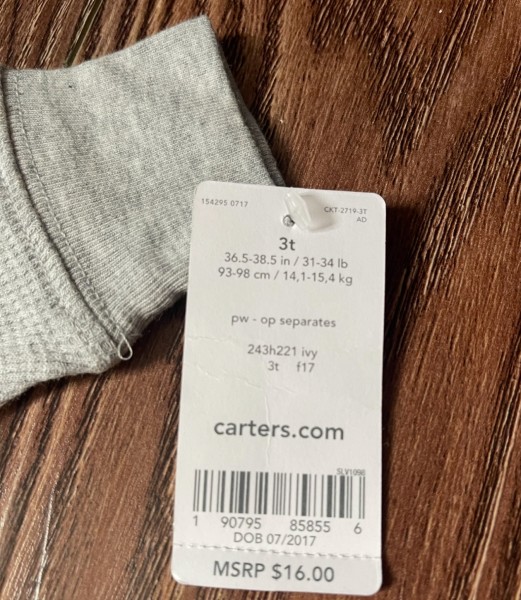 154295 0717
CKT-2719-3T
AD
3t
36.5-38.5 in / 31-34 lb
93-98 cm / 14,1-15,4 kg
pw - op separates
243h221 ivy
3t f17
carters.com
SLV1090
1 90795 85855 6
DOB 07/2017
MSRP $16.00